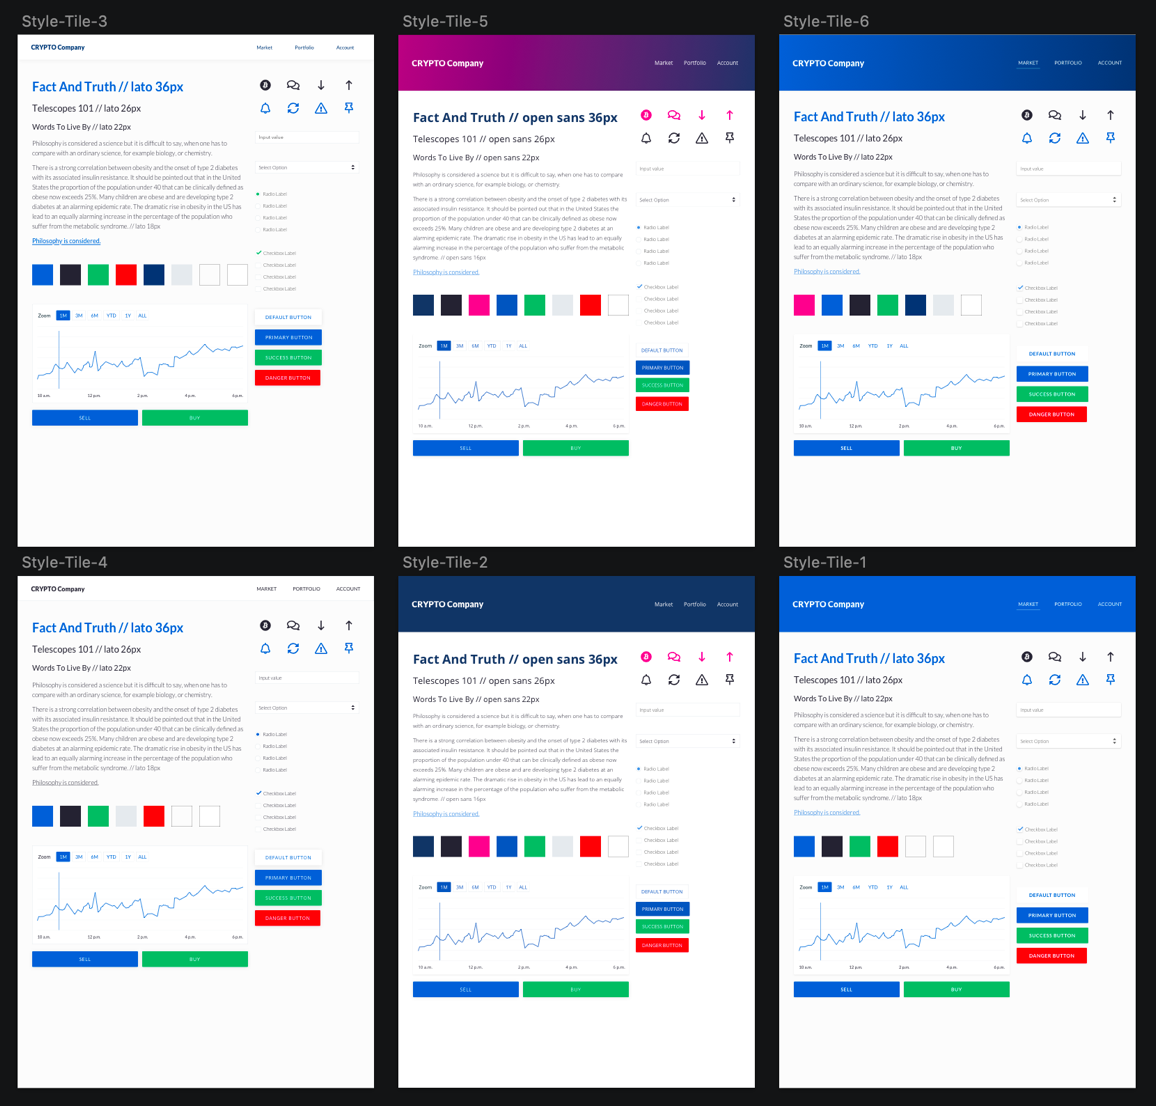 Style-Tile-3
CRYPTO Company
Market Portfolio Account
Fact And Truth // lato 36px
Telescopes 101 // lato 26px
Words To Live By // lato 22px
Philosophy is considered a science but it is difficult to say, when one has to
compare with an ordinary science, for example biology, or chemistry.
There is a strong correlation between obesity and the onset of type 2 diabetes
with its associated insulin resistance. It should be pointed out that in the United
States the proportion of the population under 40 that can be clinically defined as
obese now exceeds 25%. Many children are obese and are developing type 2
diabetes at an alarming epidemic rate. The dramatic rise in obesity in the US has
lead to an equally alarming increase in the percentage of the population who
suffer from the metabolic syndrome. // lato 18px
Philosophy is considered.
Input value
Select Option
Radio Label
Radio Label
Radio Label
Radio Label
Checkbox Label
Checkbox Label
Checkbox Label
Checkbox Label
Zoom 1M 3M 6M YTD 1Y ALL
10 a.m. 12 p.m. 2 p.m. 4 p.m. 6 p.m.
SELL BUY
DEFAULT BUTTON
PRIMARY BUTTON
SUCCESS BUTTON
DANGER BUTTON
Style-Tile-5
CRYPTO Company
Market Portfolio Account
Fact And Truth // open sans 36px
Telescopes 101 // open sans 26px
Words To Live By // open sans 22px
Philosophy is considered a science but it is difficult to say, when one has to compare
with an ordinary science, for example biology, or chemistry.
There is a strong correlation between obesity and the onset of type 2 diabetes with its
associated insulin resistance. It should be pointed out that in the United States the
proportion of the population under 40 that can be clinically defined as obese now
exceeds 25%. Many children are obese and are developing type 2 diabetes at an
alarming epidemic rate. The dramatic rise in obesity in the US has lead to an equally
alarming increase in the percentage of the population who suffer from the metabolic
syndrome. // open sans 16px
Philosophy is considered.
Input value
Select Option
Radio Label
Radio Label
Radio Label
Radio Label
Checkbox Label
Checkbox Label
Checkbox Label
Checkbox Label
Zoom 1M 3M 6M YTD 1Y ALL
10 a.m. 12 p.m. 2 p.m. 4 p.m. 6 p.m.
SELL BUY
DEFAULT BUTTON
PRIMARY BUTTON
SUCCESS BUTTON
DANGER BUTTON
Style-Tile-6
CRYPTO Company
MARKET PORTFOLIO ACCOUNT
Fact And Truth // lato 36px
Telescopes 101 // lato 26px
Words To Live By // lato 22px
Philosophy is considered a science but it is difficult to say, when one has to
compare with an ordinary science, for example biology, or chemistry.
There is a strong correlation between obesity and the onset of type 2 diabetes
with its associated insulin resistance. It should be pointed out that in the United
States the proportion of the population under 40 that can be clinically defined as
obese now exceeds 25%. Many children are obese and are developing type 2
diabetes at an alarming epidemic rate. The dramatic rise in obesity in the US has
lead to an equally alarming increase in the percentage of the population who
suffer from the metabolic syndrome. // lato 18px
Philosophy is considered.
Input value
Select Option
Radio Label
Radio Label
Radio Label
Radio Label
Checkbox Label
Checkbox Label
Checkbox Label
Checkbox Label
Zoom 1M 3M 6M YTD 1Y ALL
10 a.m. 12 p.m. 2 p.m. 4 p.m. 6 p.m.
SELL BUY
DEFAULT BUTTON
PRIMARY BUTTON
SUCCESS BUTTON
DANGER BUTTON
Style-Tile-4
CRYPTO Company
MARKET PORTFOLIO ACCOUNT
Fact And Truth // lato 36px
Telescopes 101 // lato 26px
Words To Live By // lato 22px
Philosophy is considered a science but it is difficult to say, when one has to
compare with an ordinary science, for example biology, or chemistry.
There is a strong correlation between obesity and the onset of type 2 diabetes
with its associated insulin resistance. It should be pointed out that in the United
States the proportion of the population under 40 that can be clinically defined as
obese now exceeds 25%. Many children are obese and are developing type 2
diabetes at an alarming epidemic rate. The dramatic rise in obesity in the US has
lead to an equally alarming increase in the percentage of the population who
suffer from the metabolic syndrome. // lato 18px
Philosophy is considered.
Input value
Select Option
Radio Label
Radio Label
Radio Label
Radio Label
Checkbox Label
Checkbox Label
Checkbox Label
Checkbox Label
Zoom 1M 3M 6M YTD 1Y ALL
10 a.m. 12 p.m. 2 p.m. 4 p.m. 6 p.m.
SELL BUY
DEFAULT BUTTON
PRIMARY BUTTON
SUCCESS BUTTON
DANGER BUTTON
Style-Tile-2
CRYPTO Company
Market Portfolio Account
Fact And Truth // open sans 36px
Telescopes 101 // open sans 26px
Words To Live By // open sans 22px
Philosophy is considered a science but it is difficult to say, when one has to compare
with an ordinary science, for example biology, or chemistry.
There is a strong correlation between obesity and the onset of type 2 diabetes with its
associated insulin resistance. It should be pointed out that in the United States the
proportion of the population under 40 that can be clinically defined as obese now
exceeds 25%. Many children are obese and are developing type 2 diabetes at an
alarming epidemic rate. The dramatic rise in obesity in the US has lead to an equally
alarming increase in the percentage of the population who suffer from the metabolic
syndrome. // open sans 16px
Philosophy is considered.
Input value
Select Option
Radio Label
Radio Label
Radio Label
Radio Label
Checkbox Label
Checkbox Label
Checkbox Label
Checkbox Label
Zoom 1M 3M 6M YTD 1Y ALL
10 a.m. 12 p.m. 2 p.m. 4 p.m. 6 p.m.
SELL BUY
DEFAULT BUTTON
PRIMARY BUTTON
SUCCESS BUTTON
DANGER BUTTON
Style-Tile-1
CRYPTO Company
MARKET PORTFOLIO ACCOUNT
Fact And Truth // lato 36px
Telescopes 101 // lato 26px
Words To Live By // lato 22px
Philosophy is considered a science but it is difficult to say, when one has to
compare with an ordinary science, for example biology, or chemistry.
There is a strong correlation between obesity and the onset of type 2 diabetes
with its associated insulin resistance. It should be pointed out that in the United
States the proportion of the population under 40 that can be clinically defined as
obese now exceeds 25%. Many children are obese and are developing type 2
diabetes at an alarming epidemic rate. The dramatic rise in obesity in the US has
lead to an equally alarming increase in the percentage of the population who
suffer from the metabolic syndrome. // lato 18px
Philosophy is considered.
Input value
Select Option
Radio Label
Radio Label
Radio Label
Radio Label
Checkbox Label
Checkbox Label
Checkbox Label
Checkbox Label
Zoom 1M 3M 6M YTD 1Y ALL
10 a.m. 12 p.m. 2 p.m. 4 p.m. 6 p.m.
SELL BUY
DEFAULT BUTTON
PRIMARY BUTTON
SUCCESS BUTTON
DANGER BUTTON